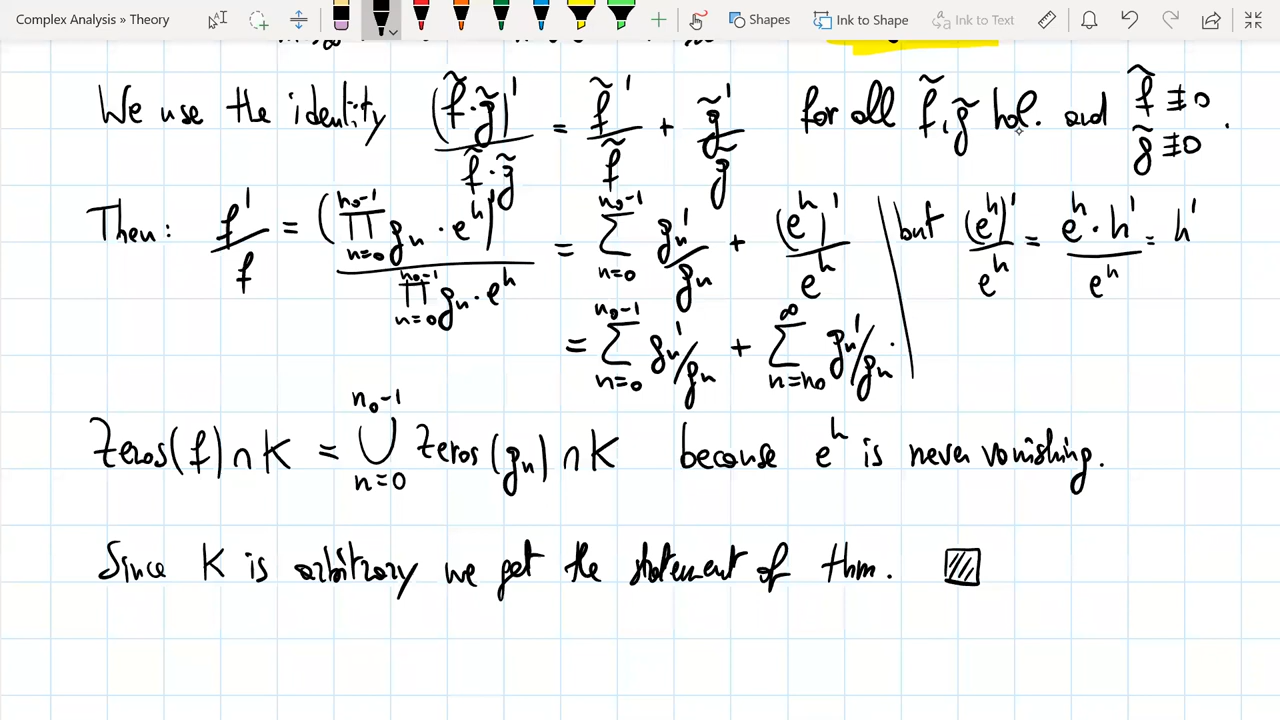 Complex Analysis » Theory Shapes Ink to Shape Ink to Text
We use the identity (f̃·g̃)'/(f̃·g̃) = f̃'/f̃ + g̃'/g̃ for all f̃, g̃ hol. and f̃ ≢ 0 g̃ ≢ 0.
Then: f'/f = (∏_{n=0}^{n₀-1} gₙ · e^h)' / (∏_{n=0}^{n₀-1} gₙ · e^h) = ∑_{n=0}^{n₀-1} gₙ'/gₙ + (e^h)'/e^h | but (e^h)'/e^h = e^h · h'/e^h = h'
= ∑_{n=0}^{n₀-1} gₙ'/gₙ + ∑_{n=n₀}^{∞} gₙ'/gₙ.
Zeros(f) ∩ K = ⋃_{n=0}^{n₀-1} Zeros(gₙ) ∩ K because e^h is never vanishing.
Since K is arbitrary we get the statement of thm.